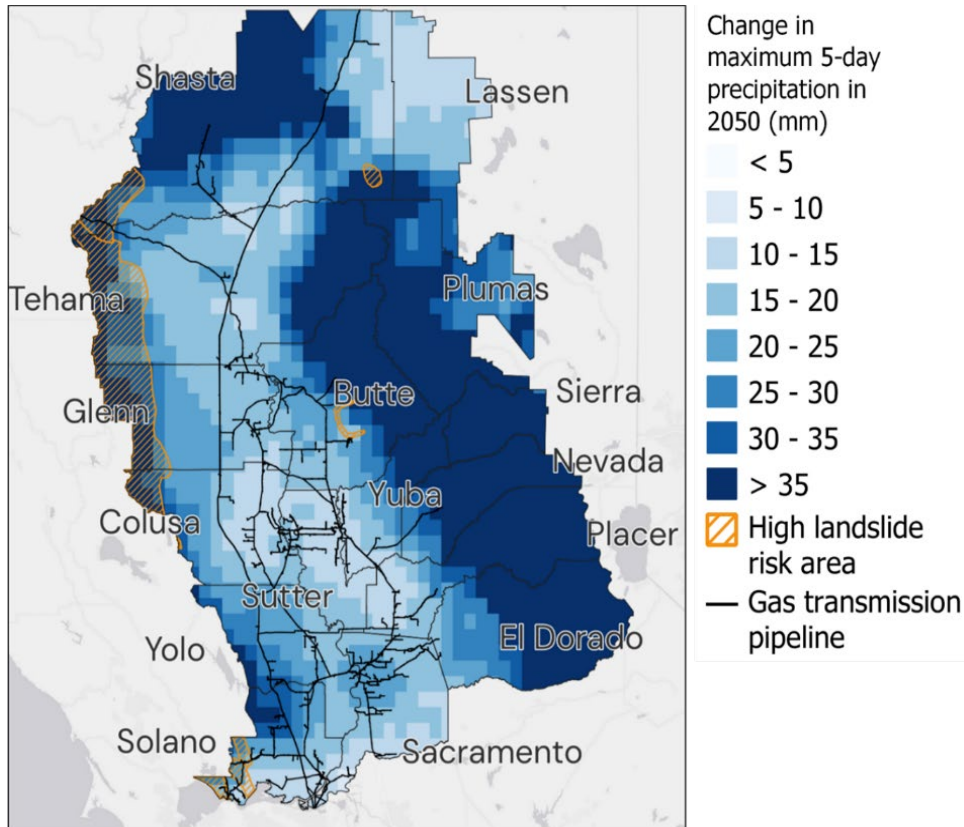 Shasta
Lassen
Tehama
Plumas
Glenn
Butte
Sierra
Nevada
Colusa
Yuba
Placer
Sutter
Yolo
El Dorado
Solano
Sacramento
Change in
maximum 5-day
precipitation in
2050 (mm)
< 5
5 - 10
10 - 15
15 - 20
20 - 25
25 - 30
30 - 35
> 35
High landslide
risk area
Gas transmission
pipeline